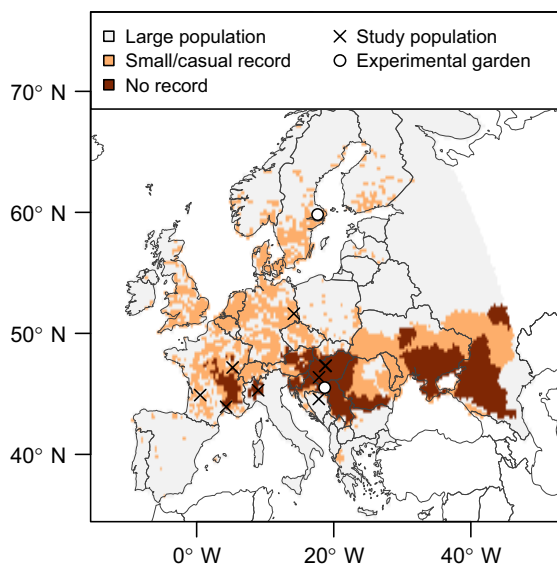 Large population
Small/casual record
No record
Study population
Experimental garden
70° N
60° N
50° N
40° N
0° W
20° W
40° W